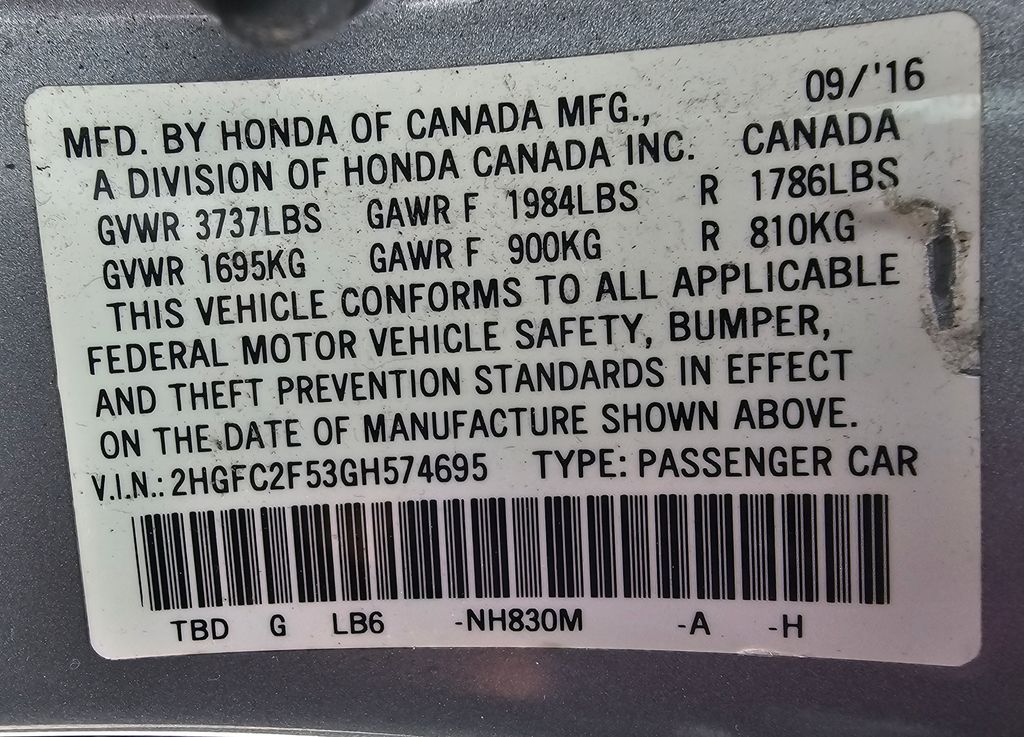 09/'16
MFD. BY HONDA OF CANADA MFG.,
A DIVISION OF HONDA CANADA INC. CANADA
GVWR 3737LBS GAWR F 1984LBS R 1786LBS
GVWR 1695KG GAWR F 900KG R 810KG
THIS VEHICLE CONFORMS TO ALL APPLICABLE
FEDERAL MOTOR VEHICLE SAFETY, BUMPER,
AND THEFT PREVENTION STANDARDS IN EFFECT
ON THE DATE OF MANUFACTURE SHOWN ABOVE.
V.I.N.: 2HGFC2F53GH574695 TYPE: PASSENGER CAR
TBD G LB6 -NH830M -A -H